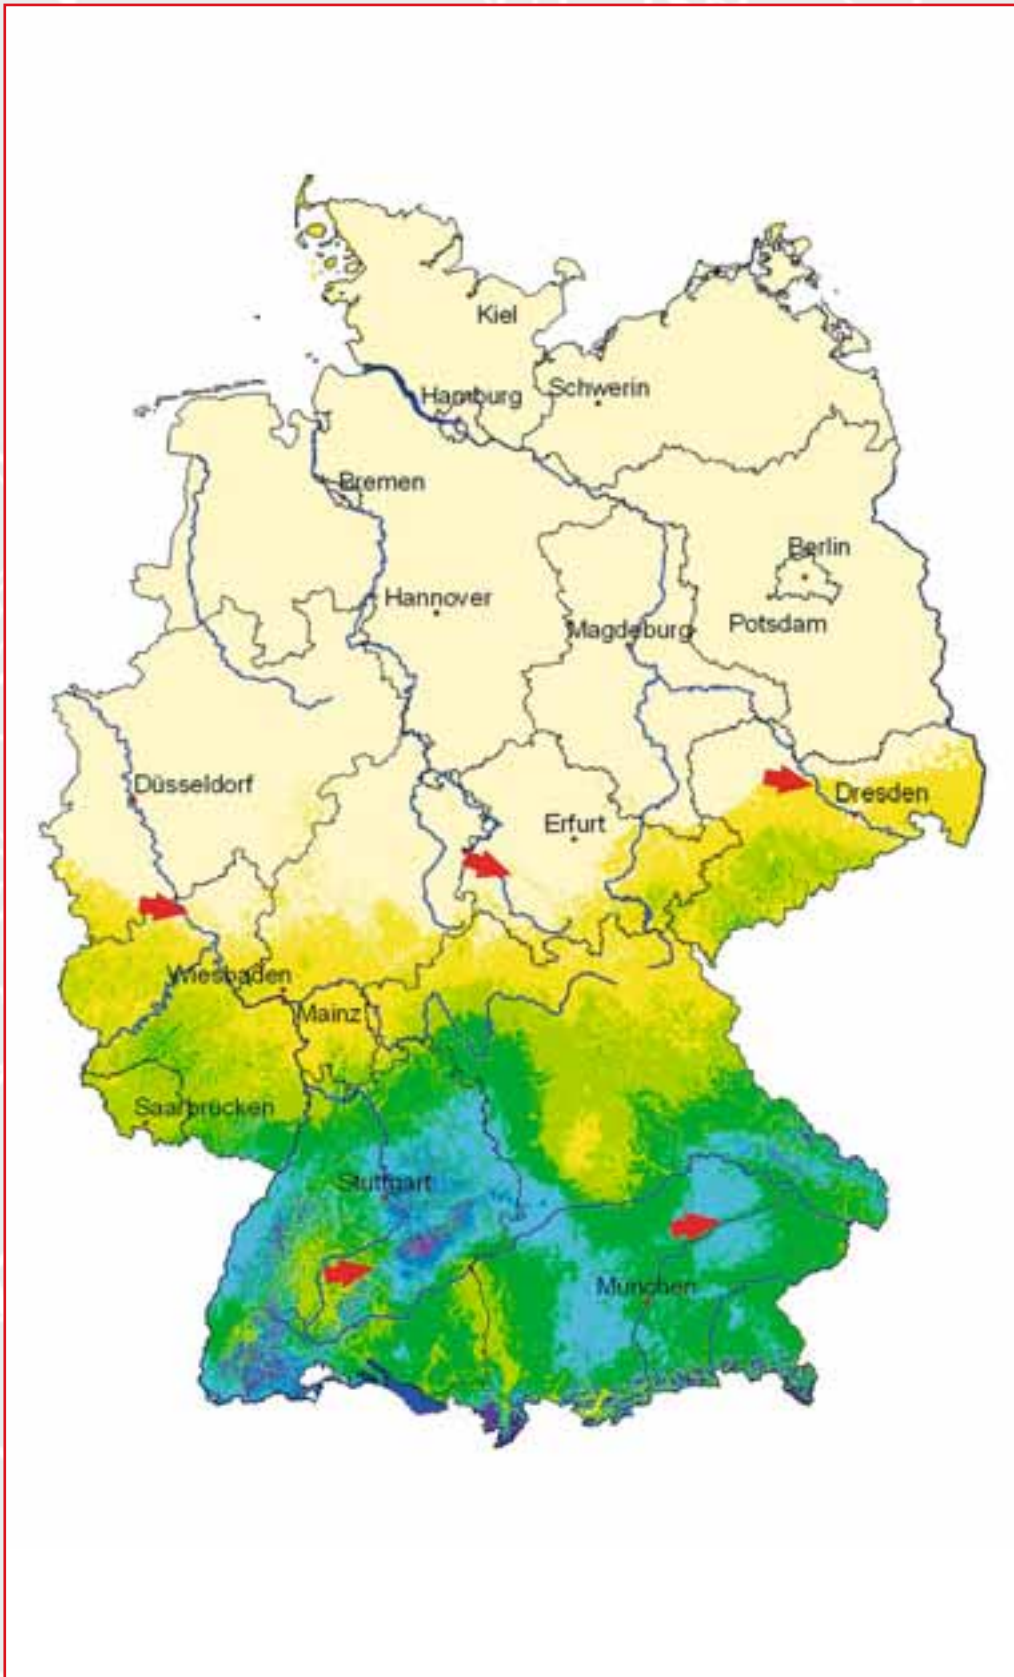 Kiel
Hamburg
Schwerin
Bremen
Berlin
Hannover
Potsdam
Magdeburg
Düsseldorf
Dresden
Erfurt
Wiesbaden
Mainz
Saarbrücken
Stuttgart
München